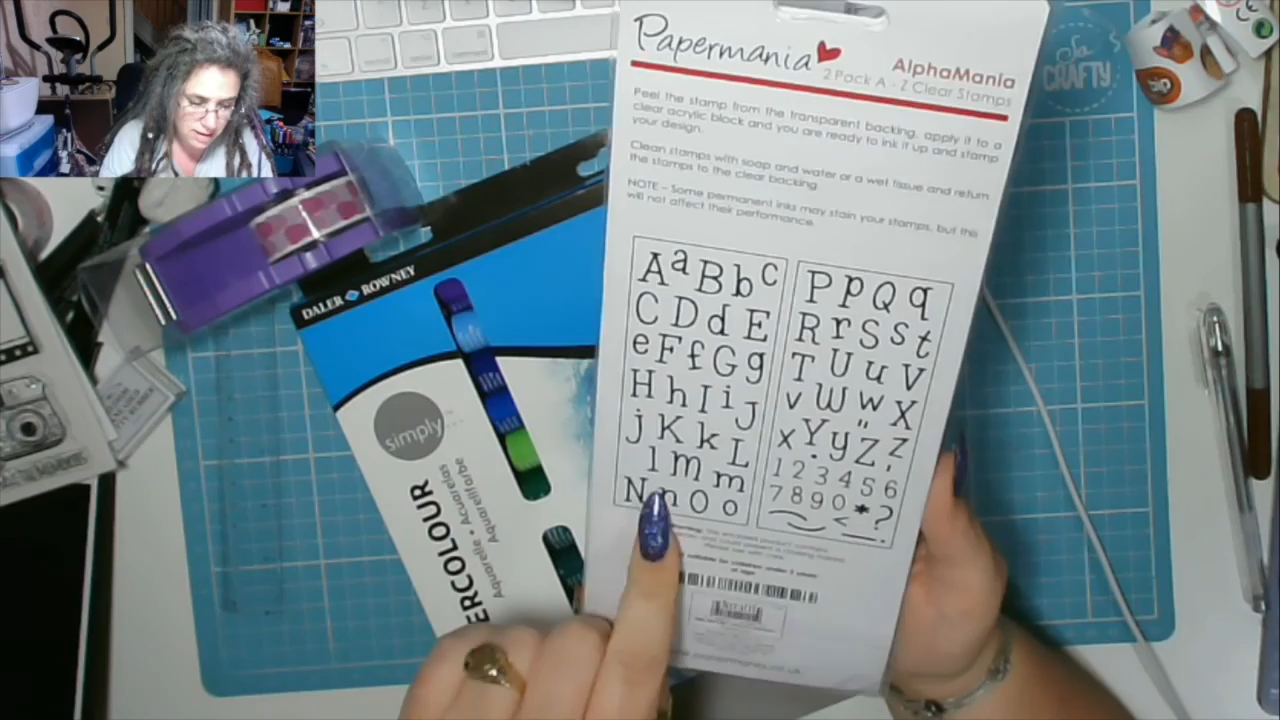 Papermania
AlphaMania
2 Pack A - Z Clear Stamps
Peel the stamp from the transparent backing, apply it to a
clear acrylic block and you are ready to ink it up and stamp
your design.
Clean stamps with soap and water or a wet tissue and return
the stamps to the clear backing.
NOTE - Some permanent inks may stain your stamps, but this
will not affect their performance.
A a B b c
C D d E
e F f G g
H h I i J
j K k L
l m m
N n O o
P p Q q
R r S s t
T U u V
v W w X
x Y y Z z
1 2 3 4 5 6
7 8 9 0 * ?
So
CRAFTY
DALER ROWNEY
simply
ERCOLOUR
Aquarelle • Acuarelas
Aquarellfarbe